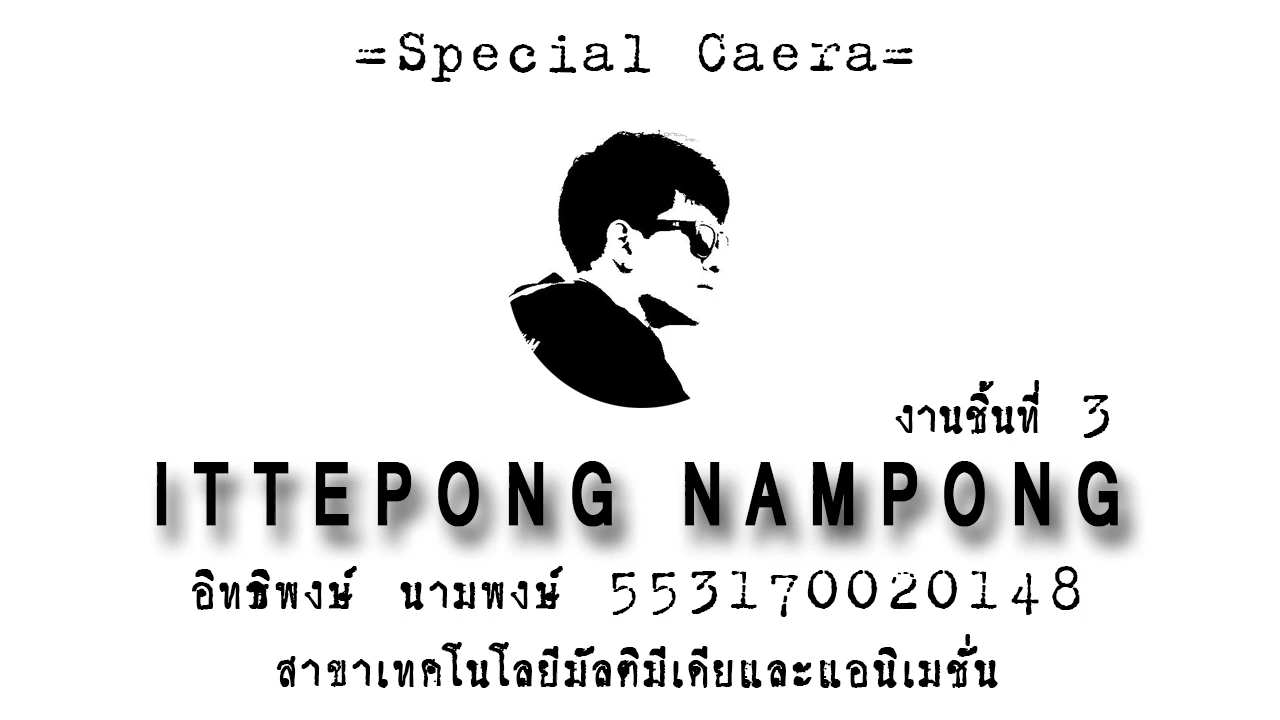 =Special Caera=
งานชิ้นที่ 3
ITTEPONG NAMPONG
อิทธิพงษ์ นามพงษ์ 553170020148
สาขาเทคโนโลยีมัลติมีเดียและแอนิเมชั่น